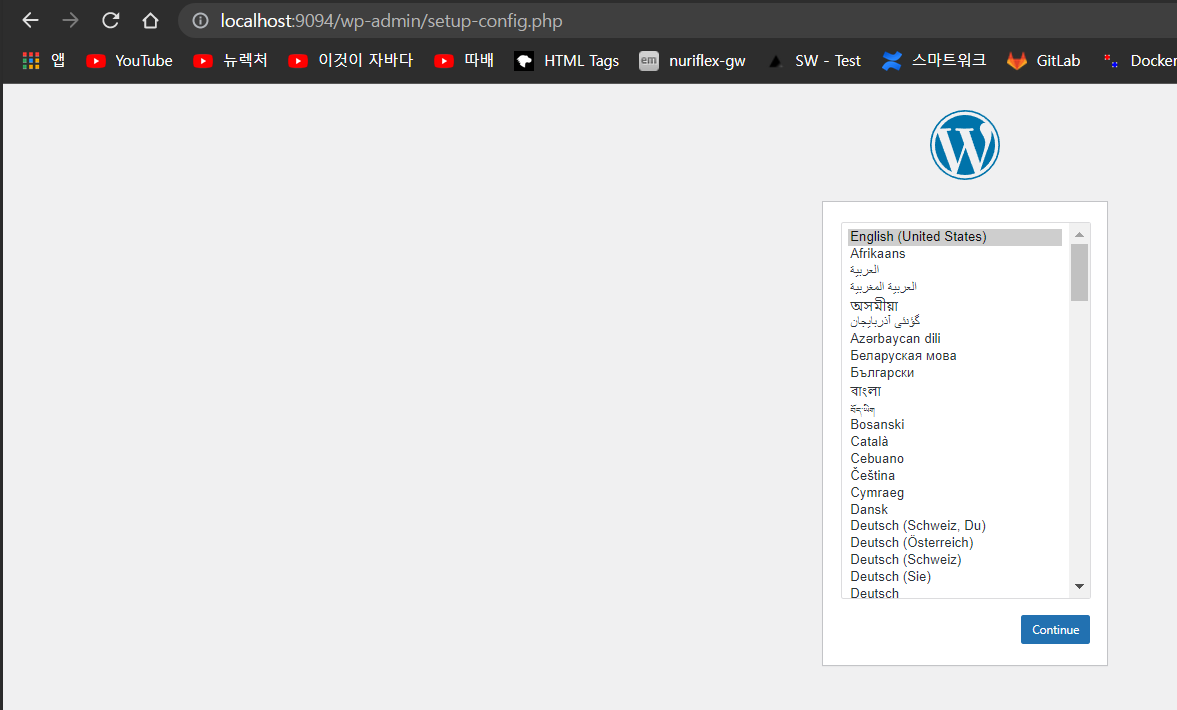 localhost:9094/wp-admin/setup-config.php
앱 YouTube 뉴렉처 이것이 자바다 따배 HTML Tags em nuriflex-gw SW - Test 스마트워크 GitLab Docker
English (United States)
Afrikaans
العربية
العربية المغربية
অসমীয়া
گؤنئی آذربایجان
Azərbaycan dili
Беларуская мова
Български
বাংলা
བོད་ཡིག
Bosanski
Català
Cebuano
Čeština
Cymraeg
Dansk
Deutsch (Schweiz, Du)
Deutsch (Österreich)
Deutsch (Schweiz)
Deutsch (Sie)
Deutsch
Continue